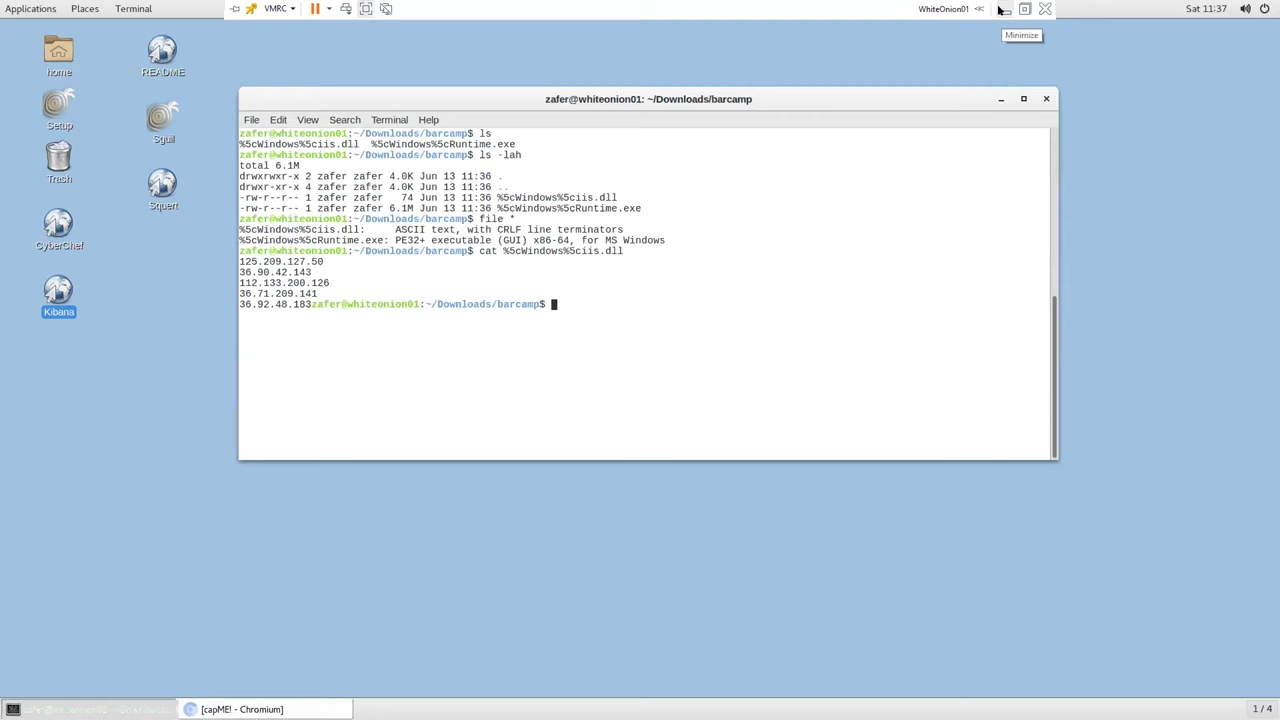 Applications Places Terminal VMRC WhiteOnion01 Sat 11:37
Minimize
home
README
Setup
Sguil
Trash
Squert
CyberChef
Kibana
zafer@whiteonion01: ~/Downloads/barcamp
File Edit View Search Terminal Help
zafer@whiteonion01:~/Downloads/barcamp$ ls
%5cWindows%5ciis.dll %5cWindows%5cRuntime.exe
zafer@whiteonion01:~/Downloads/barcamp$ ls -lah
total 6.1M
drwxrwxr-x 2 zafer zafer 4.0K Jun 13 11:36 .
drwxr-xr-x 4 zafer zafer 4.0K Jun 13 11:36 ..
-rw-r--r-- 1 zafer zafer   74 Jun 13 11:36 %5cWindows%5ciis.dll
-rw-r--r-- 1 zafer zafer 6.1M Jun 13 11:36 %5cWindows%5cRuntime.exe
zafer@whiteonion01:~/Downloads/barcamp$ file *
%5cWindows%5ciis.dll:     ASCII text, with CRLF line terminators
%5cWindows%5cRuntime.exe: PE32+ executable (GUI) x86-64, for MS Windows
zafer@whiteonion01:~/Downloads/barcamp$ cat %5cWindows%5ciis.dll
125.209.127.50
36.90.42.143
112.133.200.126
36.71.209.141
36.92.48.183zafer@whiteonion01:~/Downloads/barcamp$
[capME! - Chromium] 1 / 4